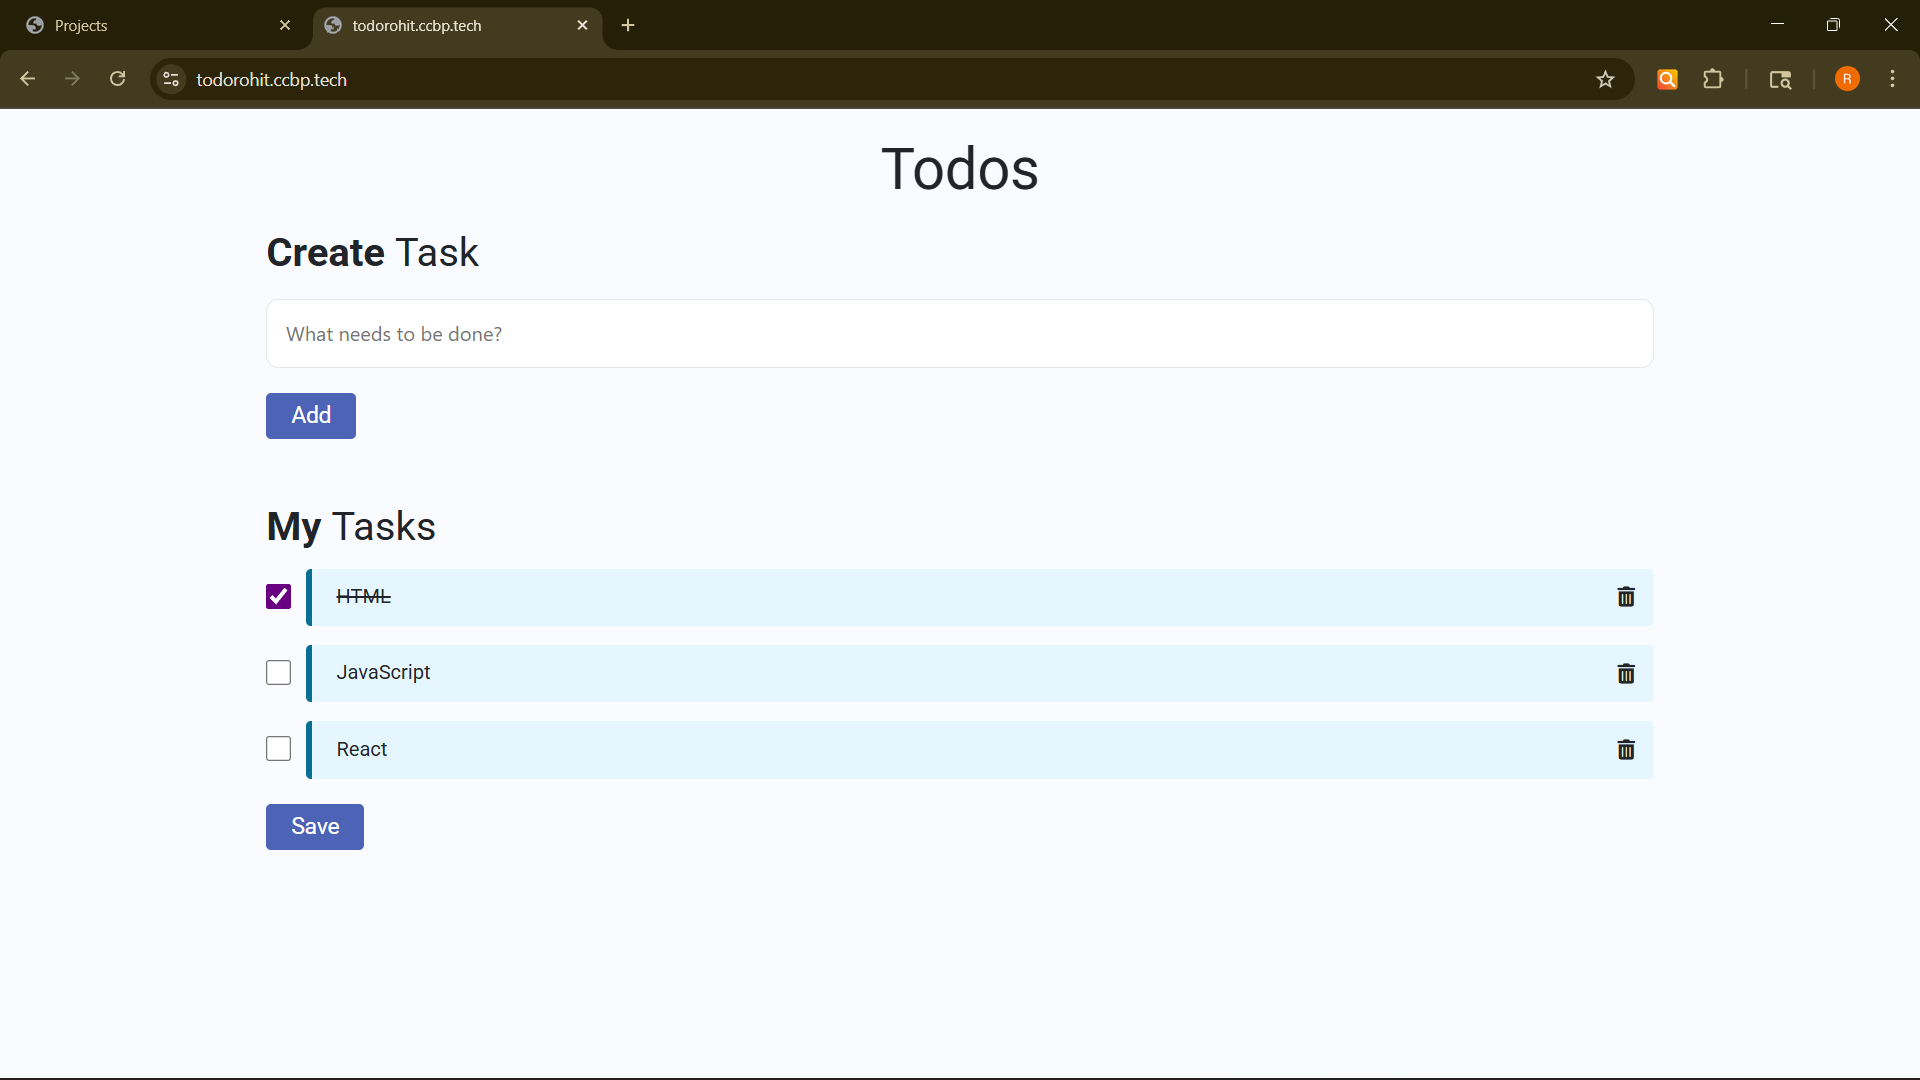 Projects
todorohit.ccbp.tech
todorohit.ccbp.tech
R
Todos
Create Task
What needs to be done?
Add
My Tasks
HTML
JavaScript
React
Save